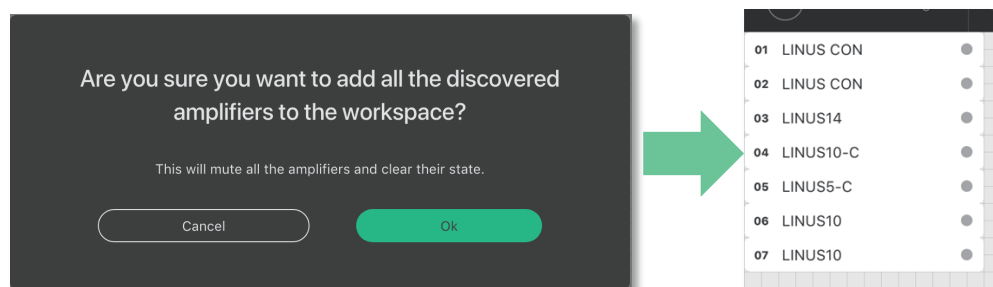 Are you sure you want to add all the discovered
amplifiers to the workspace?
This will mute all the amplifiers and clear their state.
Cancel
Ok
01 LINUS CON
02 LINUS CON
03 LINUS14
04 LINUS10-C
05 LINUS5-C
06 LINUS10
07 LINUS10